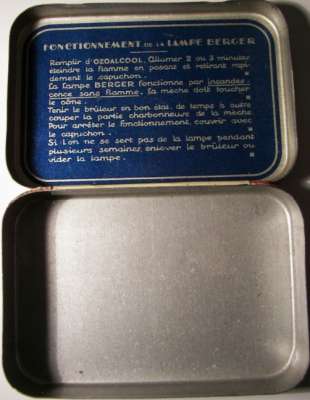 FONCTIONNEMENT DE LA LAMPE BERGER
Remplir d'OZOALCOOL. Allumer 2 ou 3 minutes
éteindre la flamme en posant et retirant rapi-
dement le capuchon.
La Lampe BERGER fonctionne par incandes-
cence sans flamme. La mèche doit toucher
le cône.
Tenir le brûleur en bon état, de temps à autre
couper la partie charbonneuse de la mèche
Pour arrêter le fonctionnement, couvrir avec
le capuchon.
Si l'on ne se sert pas de la lampe pendant
plusieurs semaines, enlever le brûleur ou
vider la lampe.